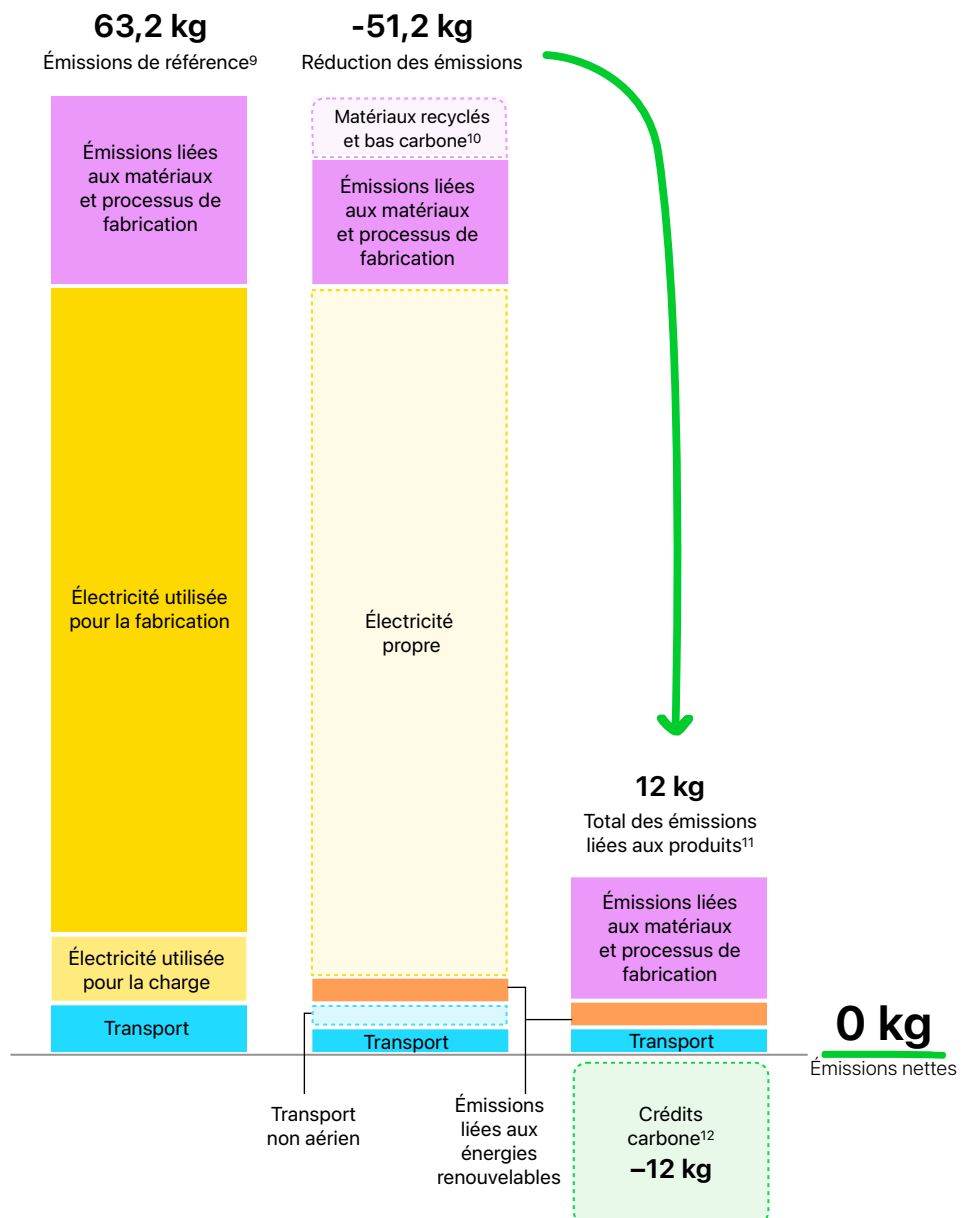 63,2 kg
Émissions de référence⁹
Émissions liées
aux matériaux
et processus de
fabrication
Électricité utilisée
pour la fabrication
Électricité utilisée
pour la charge
Transport
-51,2 kg
Réduction des émissions
Matériaux recyclés
et bas carbone¹⁰
Émissions liées
aux matériaux
et processus de
fabrication
Électricité
propre
Transport
Transport
non aérien
Émissions
liées aux
énergies
renouvelables
12 kg
Total des émissions
liées aux produits¹¹
Émissions liées
aux matériaux
et processus de
fabrication
Transport
Crédits
carbone¹²
–12 kg
0 kg
Émissions nettes